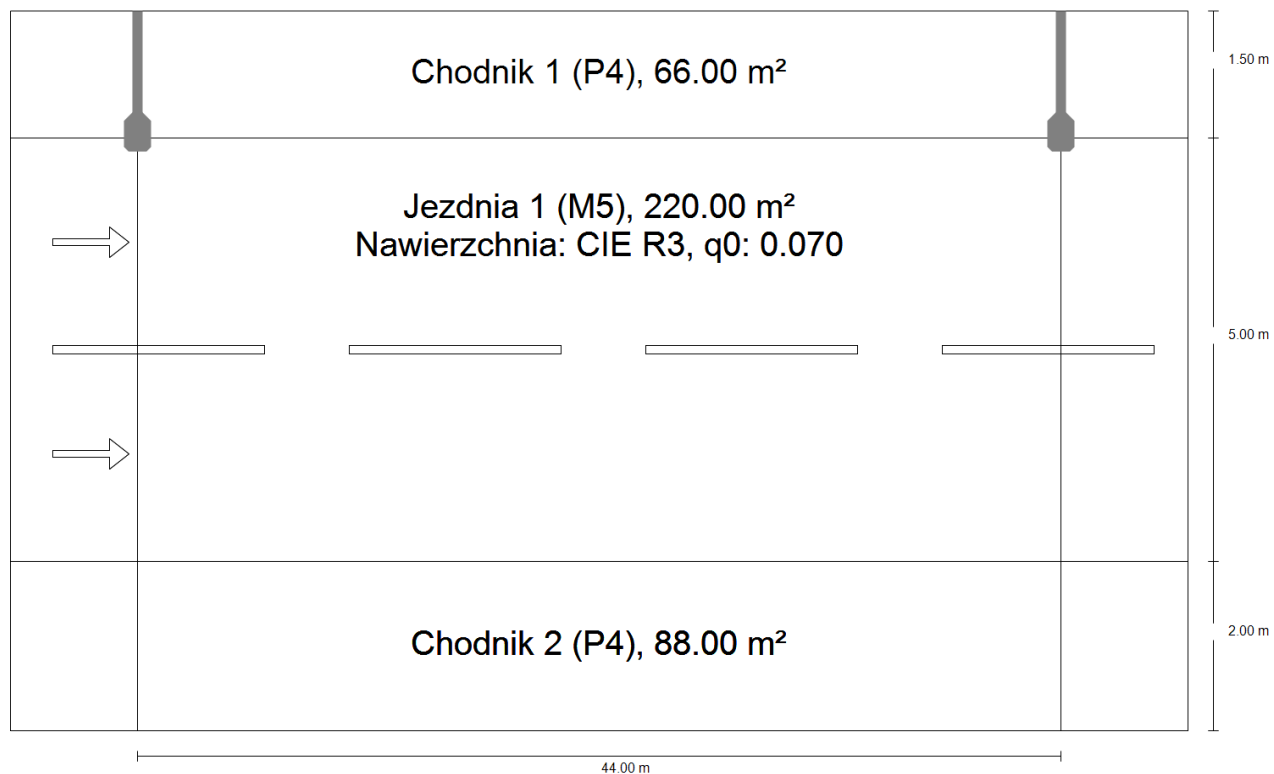 Chodnik 1 (P4), 66.00 m²
1.50 m
Jezdnia 1 (M5), 220.00 m²
Nawierzchnia: CIE R3, q0: 0.070
5.00 m
Chodnik 2 (P4), 88.00 m²
2.00 m
44.00 m